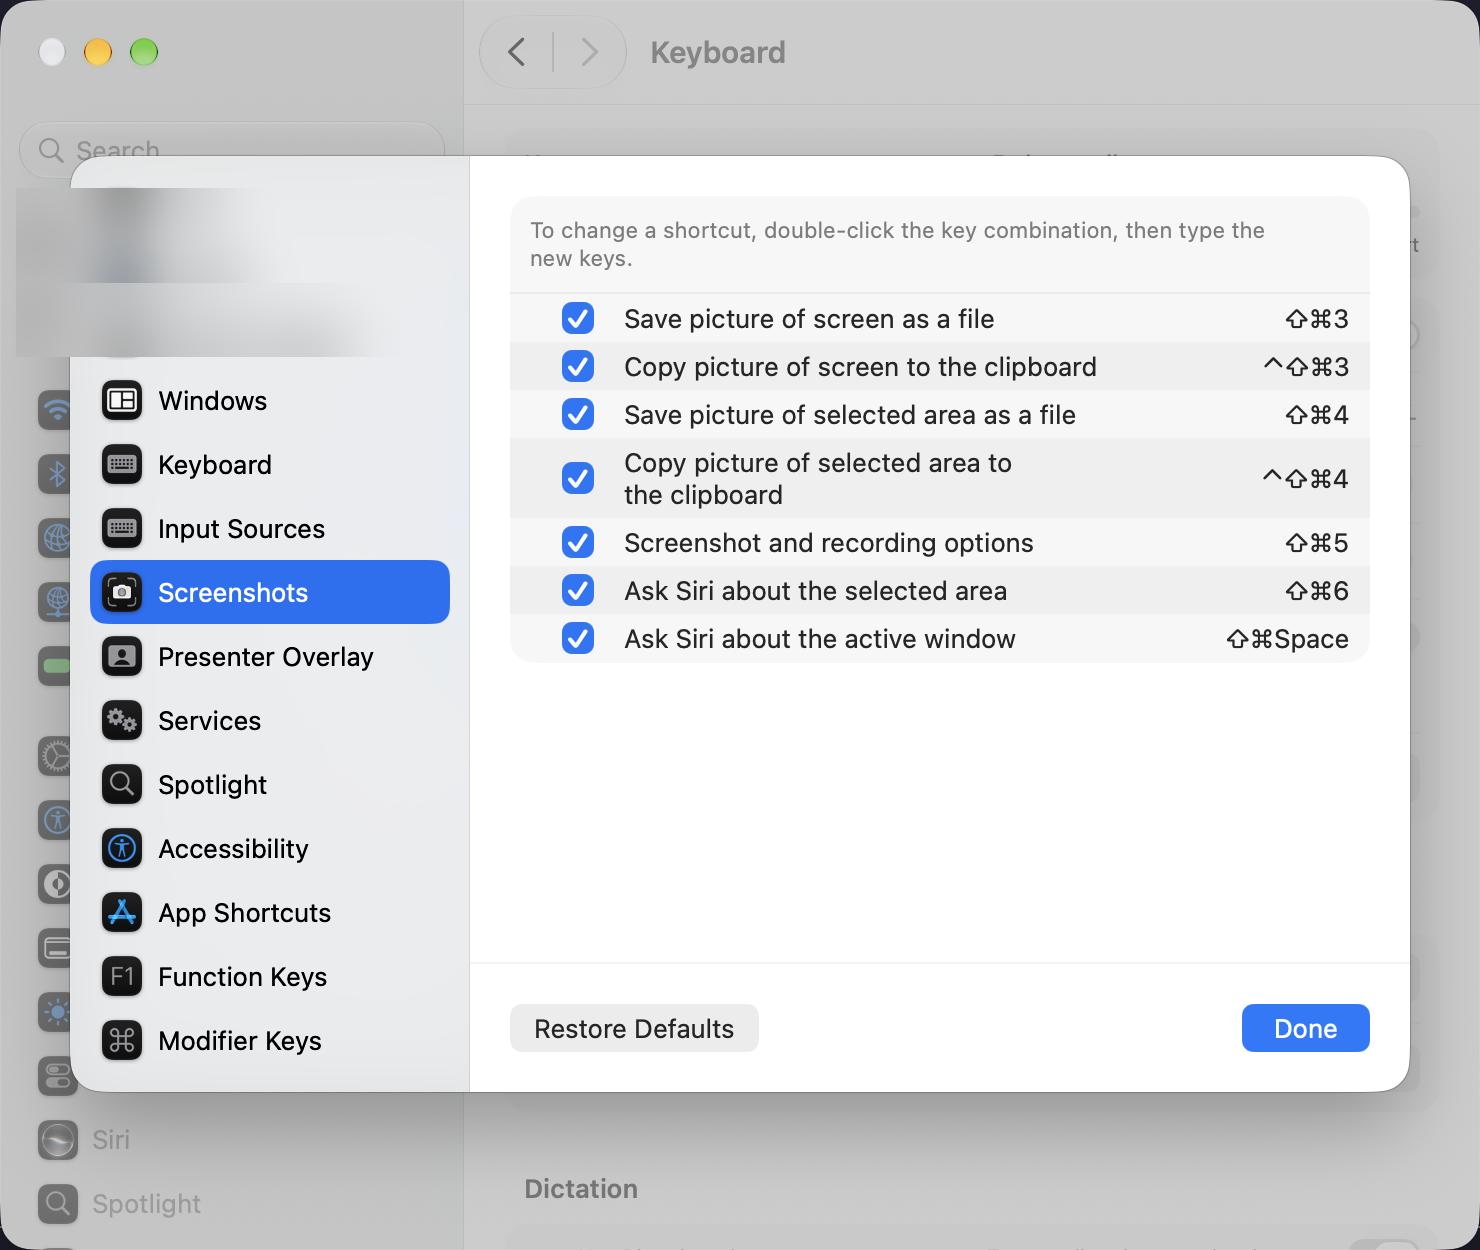 Keyboard
Search
To change a shortcut, double-click the key combination, then type the
new keys.
Save picture of screen as a file ⇧⌘3
Copy picture of screen to the clipboard ^⇧⌘3
Save picture of selected area as a file ⇧⌘4
Copy picture of selected area to
the clipboard ^⇧⌘4
Screenshot and recording options ⇧⌘5
Ask Siri about the selected area ⇧⌘6
Ask Siri about the active window ⇧⌘Space
Windows
Keyboard
Input Sources
Screenshots
Presenter Overlay
Services
Spotlight
Accessibility
App Shortcuts
F1 Function Keys
Modifier Keys
Restore Defaults
Done
Siri
Spotlight
Dictation